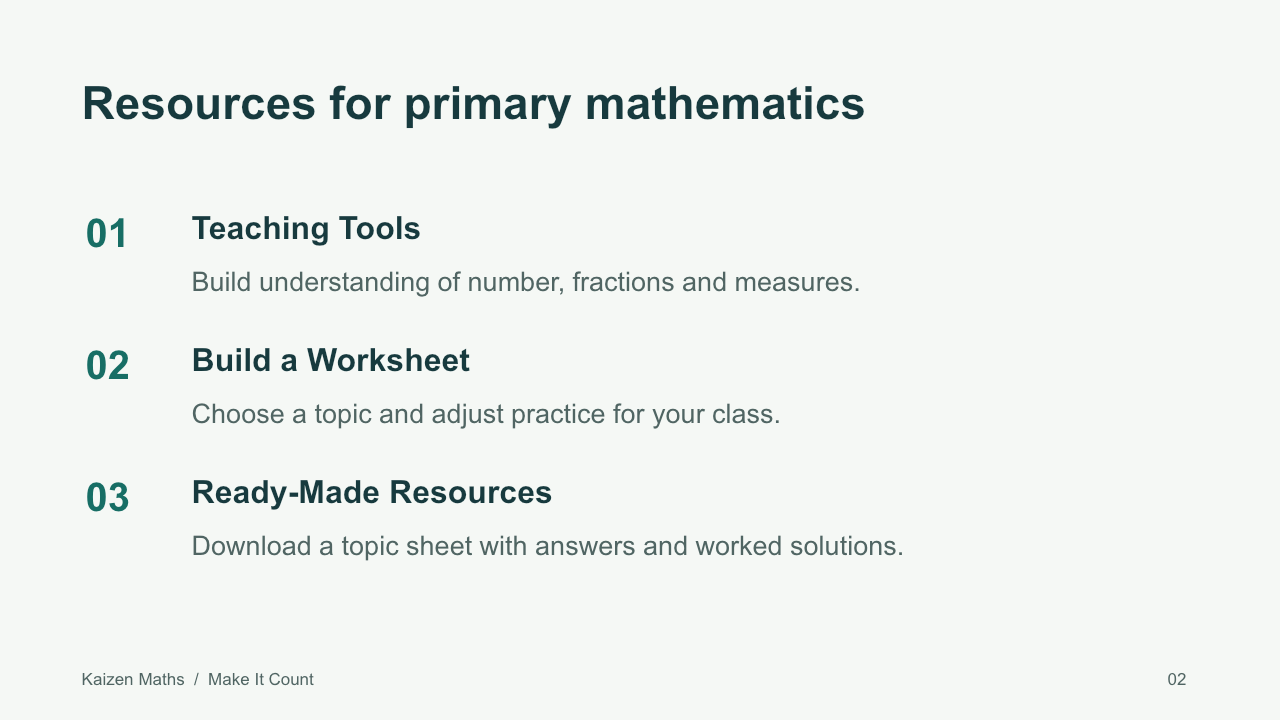 Resources for primary mathematics
01 Teaching Tools
Build understanding of number, fractions and measures.
02 Build a Worksheet
Choose a topic and adjust practice for your class.
03 Ready-Made Resources
Download a topic sheet with answers and worked solutions.
Kaizen Maths / Make It Count 02